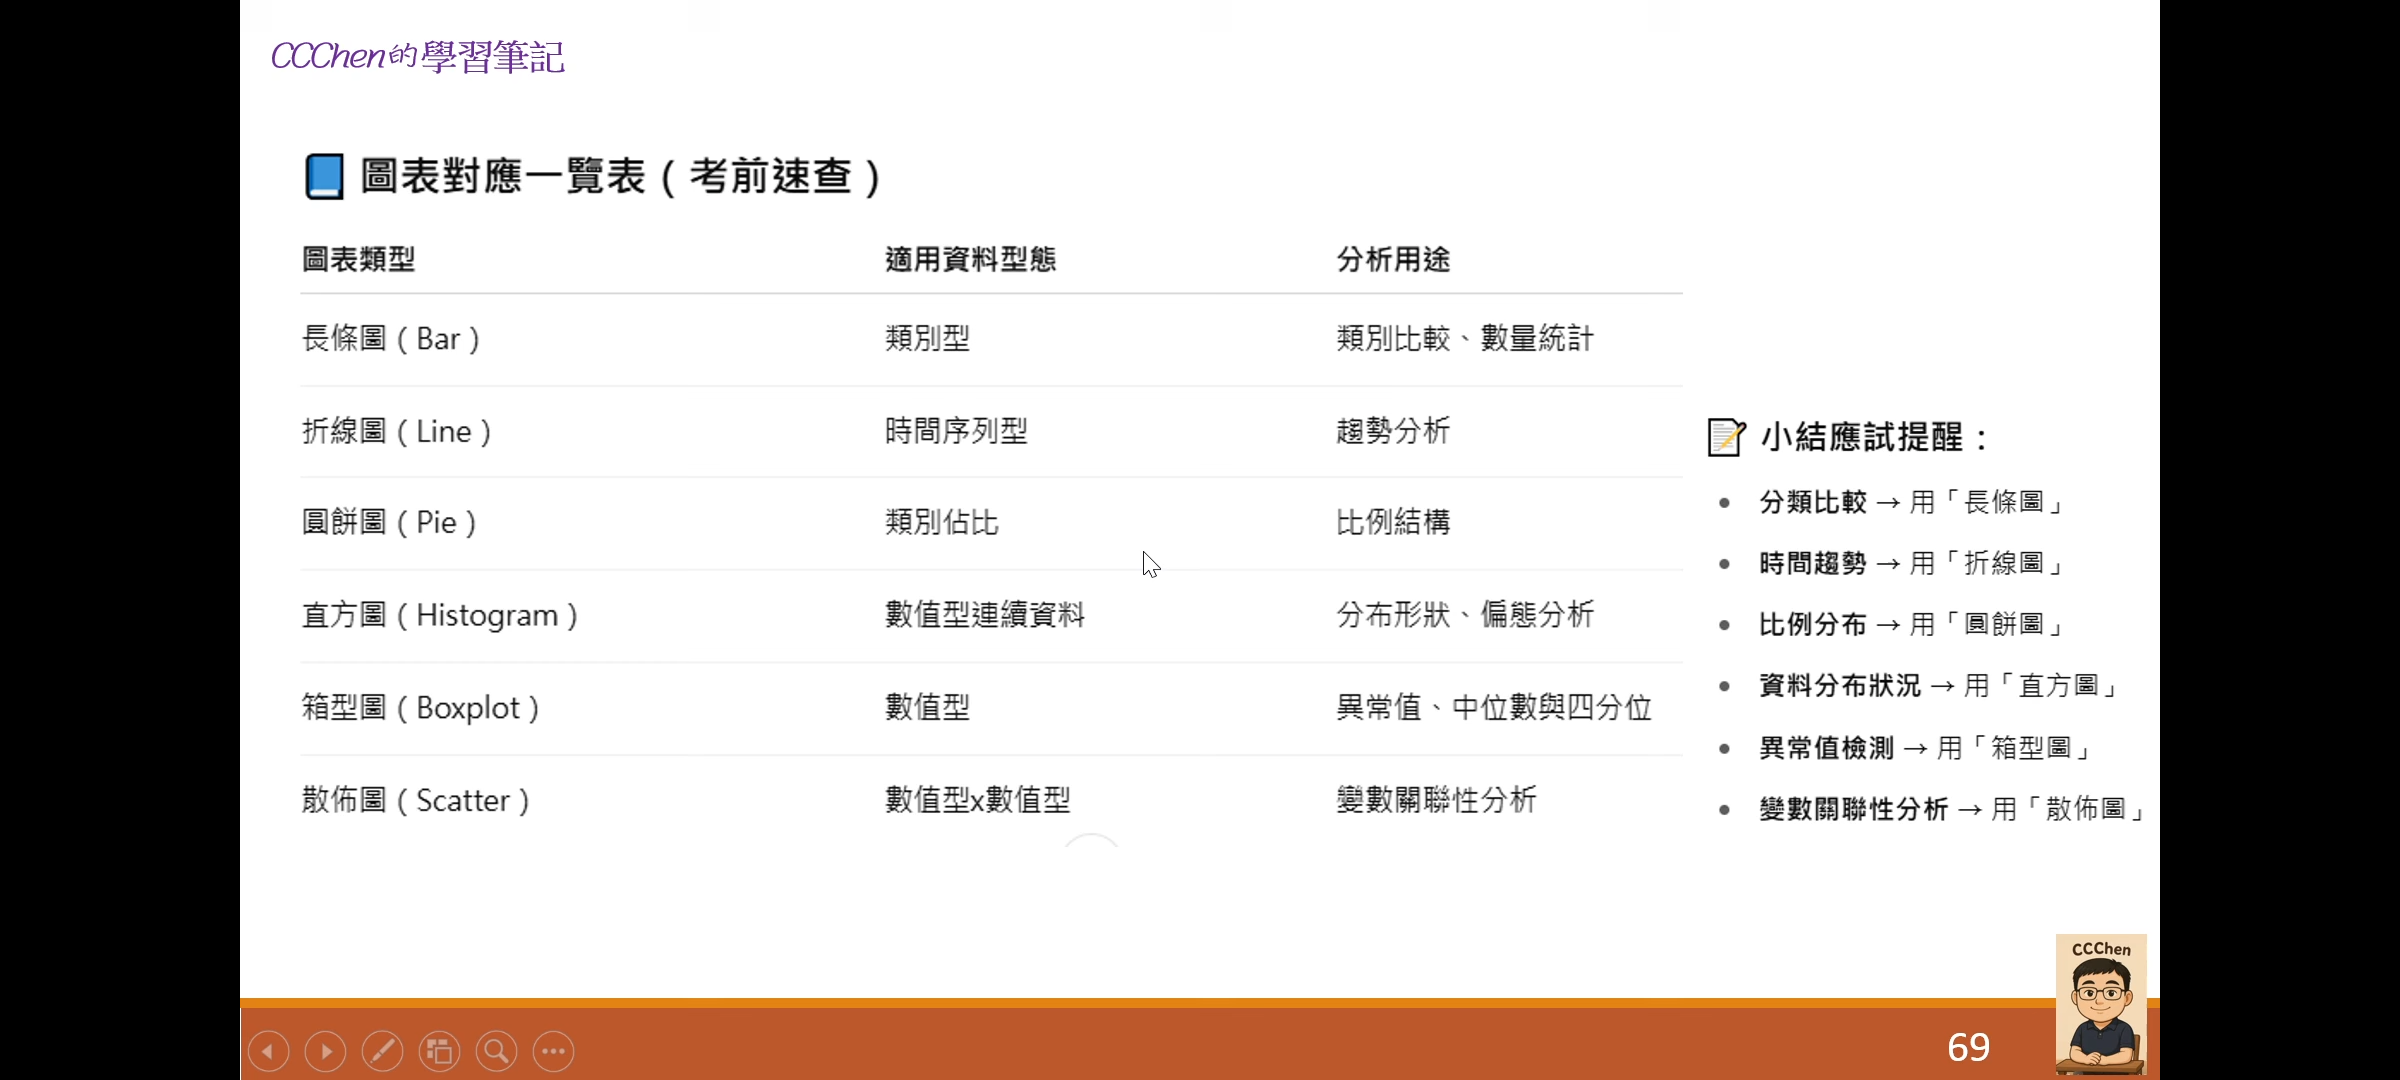 CCChen的學習筆記
圖表對應一覽表（考前速查）
圖表類型 適用資料型態 分析用途
長條圖（Bar） 類別型 類別比較、數量統計
折線圖（Line） 時間序列型 趨勢分析
圓餅圖（Pie） 類別佔比 比例結構
直方圖（Histogram） 數值型連續資料 分布形狀、偏態分析
箱型圖（Boxplot） 數值型 異常值、中位數與四分位
散佈圖（Scatter） 數值型x數值型 變數關聯性分析
小結應試提醒：
• 分類比較 → 用「長條圖」
• 時間趨勢 → 用「折線圖」
• 比例分布 → 用「圓餅圖」
• 資料分布狀況 → 用「直方圖」
• 異常值檢測 → 用「箱型圖」
• 變數關聯性分析 → 用「散佈圖」
CCChen
69